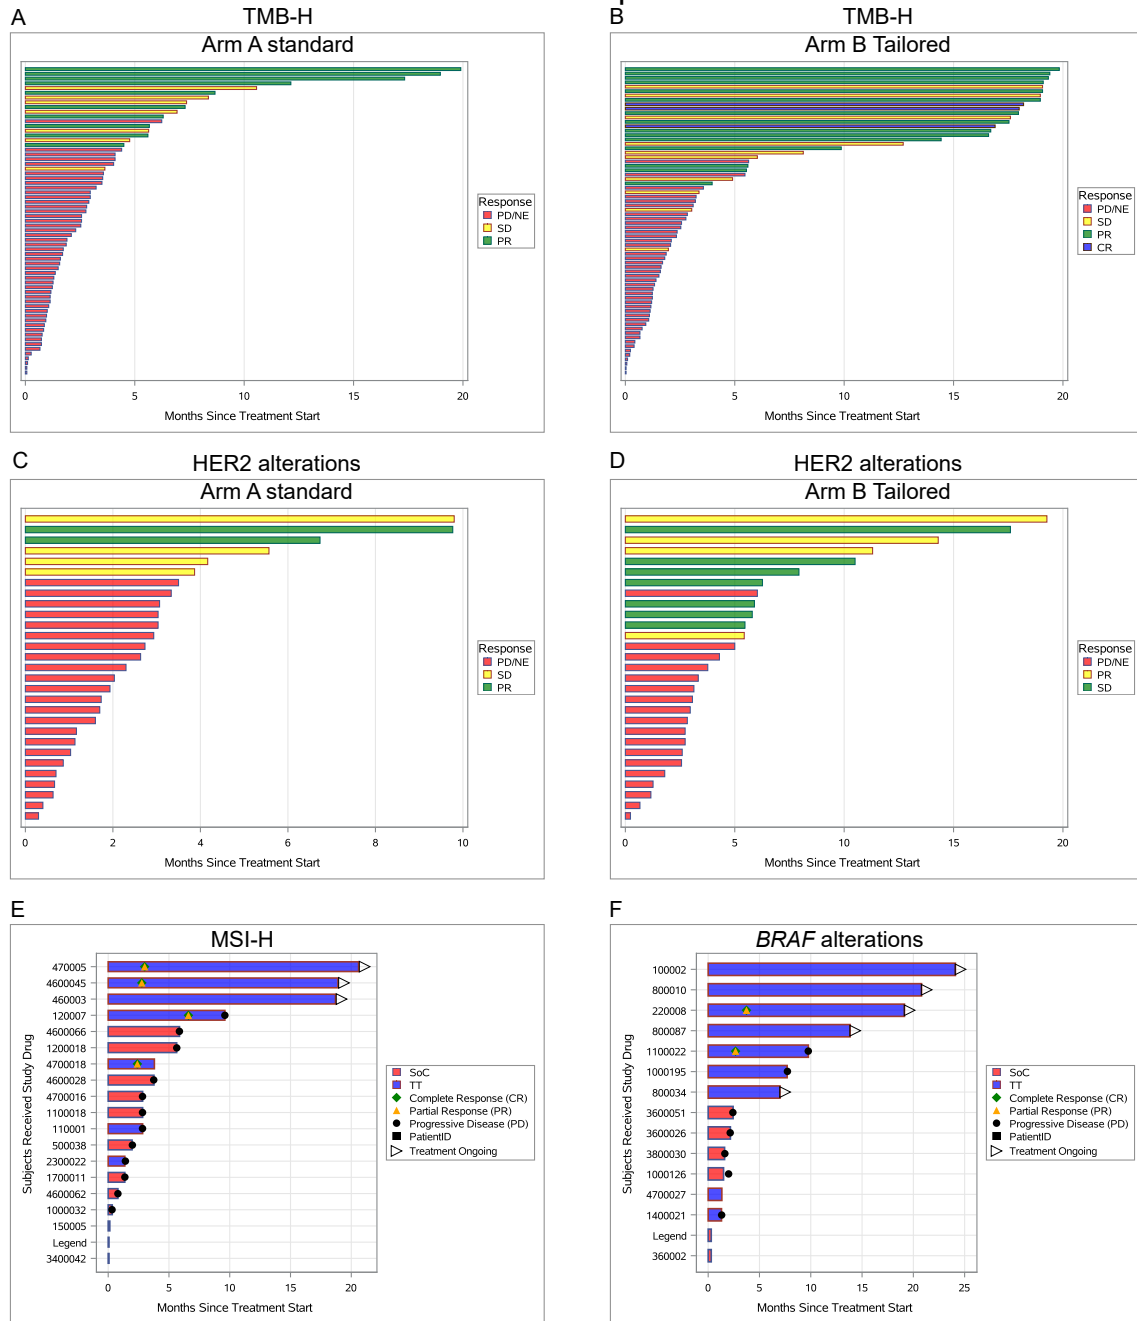 A
TMB-H
Arm A standard
Response
PD/NE
SD
PR
0 5 10 15 20
Months Since Treatment Start
B
TMB-H
Arm B Tailored
Response
PD/NE
SD
PR
CR
0 5 10 15 20
Months Since Treatment Start
C
HER2 alterations
Arm A standard
Response
PD/NE
SD
PR
0 2 4 6 8 10
Months Since Treatment Start
D
HER2 alterations
Arm B Tailored
Response
PD/NE
PR
SD
0 5 10 15 20
Months Since Treatment Start
E
MSI-H
Subjects Received Study Drug
470005
4600045
460003
120007
4600066
1200018
4700018
4600028
4700016
1100018
110001
500038
2300022
1700011
4600062
1000032
150005
Legend
3400042
0 5 10 15 20
Months Since Treatment Start
SoC
TT
Complete Response (CR)
Partial Response (PR)
Progressive Disease (PD)
PatientID
Treatment Ongoing
F
BRAF alterations
Subjects Received Study Drug
100002
800010
220008
800087
1100022
1000195
800034
3600051
3600026
3800030
1000126
4700027
1400021
Legend
360002
0 5 10 15 20 25
Months Since Treatment Start
SoC
TT
Complete Response (CR)
Partial Response (PR)
Progressive Disease (PD)
PatientID
Treatment Ongoing